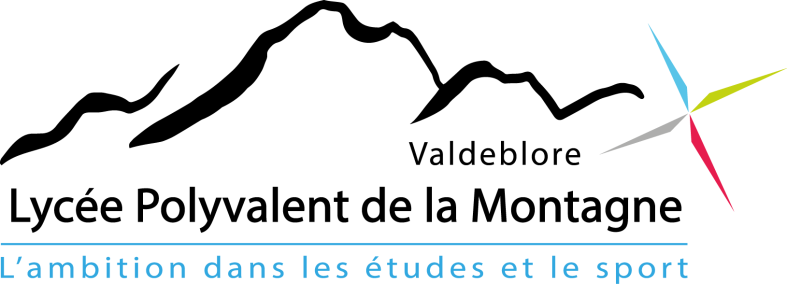 Valdeblore
Lycée Polyvalent de la Montagne
L'ambition dans les études et le sport